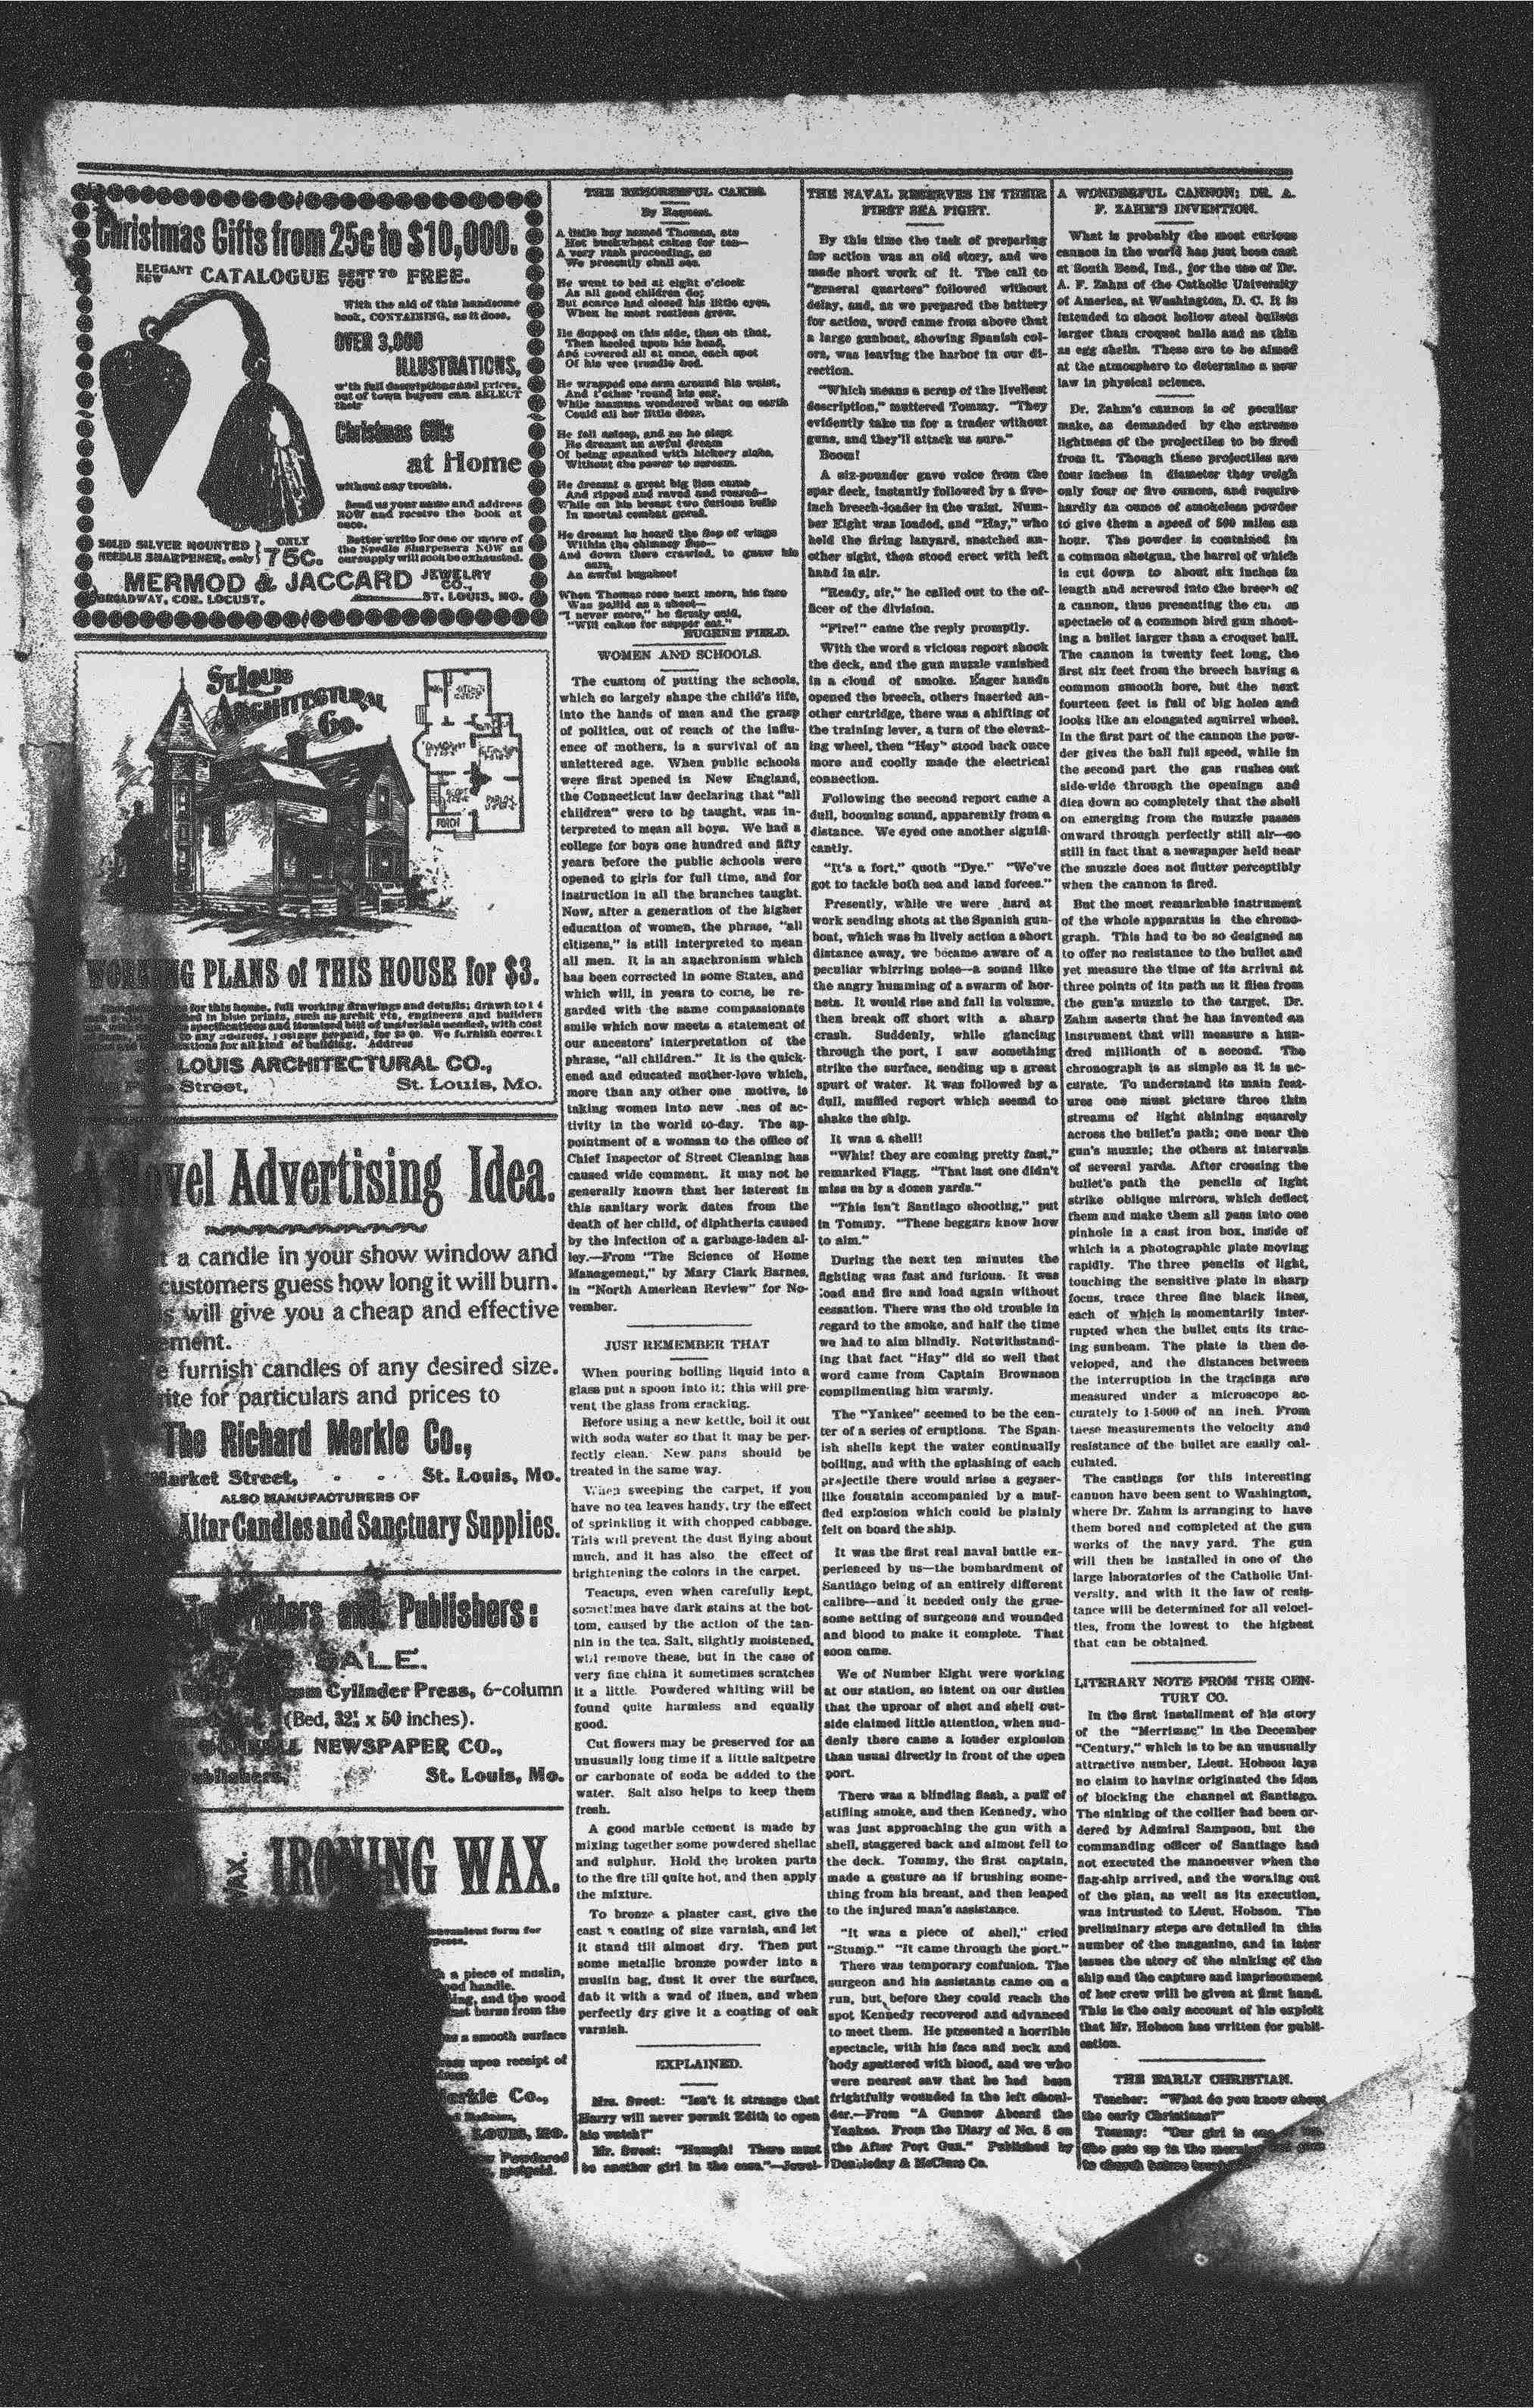 Christmas Gifts from 25c to $10,000.
ELEGANT NEW CATALOGUE SENT TO YOU FREE.
With the aid of this handsome
book, CONTAINING, as it does,
OVER 3,000
ILLUSTRATIONS,
with full descriptions and prices,
out of town buyers can SELECT
their
Christmas Gifts
at Home
without any trouble.
Send us your name and address
NOW and receive the book at
once.
Better write for one or more of
the Needle Sharpeners NOW as
our supply will soon be exhausted.
SOLID SILVER MOUNTED
NEEDLE SHARPENER, only
ONLY
75c.
MERMOD & JACCARD JEWELRY CO.,
BROADWAY, COR. LOCUST, ST. LOUIS, MO.
St. Louis
Architectural
Co.
PORCH
WORKING PLANS of THIS HOUSE for $3.
for this house, full working drawings and details; drawn to 1 4
in blue prints, such as archit cts, engineers and builders
specifications and itemized bill of materials needed, with cost
to any address, postage prepaid, for $3 00. We furnish correct
for all kind of building. Address
LOUIS ARCHITECTURAL CO.,
Street, St. Louis, Mo.
Novel Advertising Idea.
a candle in your show window and
customers guess how long it will burn.
will give you a cheap and effective
furnish candles of any desired size.
for particulars and prices to
The Richard Merkle Co.,
Market Street, - - St. Louis, Mo.
ALSO MANUFACTURERS OF
Altar Candles and Sanctuary Supplies.
and Publishers:
SALE.
Cylinder Press, 6-column
(Bed, 32 x 50 inches).
NEWSPAPER CO.,
St. Louis, Mo.
WAX.
IRONING WAX.
convenient form for
a piece of muslin,
handle.
and the wood
burns from the
a smooth surface
upon receipt of
Merkle Co.,
LOUIS, MO.
Powdered
postpaid.
THE REMORSEFUL CAKES.
By Request.
A little boy named Thomas, ate
Hot buckwheat cakes for tea—
A very rash proceeding, as
We presently shall see.
He went to bed at eight o'clock
As all good children do;
But scarce had closed his little eyes,
When he most restless grew.
He flopped on this side, then on that,
Then keeled upon his head,
And covered all at once, each spot
Of his wee trundle bed.
He wrapped one arm around his waist,
And t'other 'round his ear,
While mamma wondered what on earth
Could ail her little dear.
He fell asleep, and as he slept
He dreamt an awful dream
Of being spanked with hickory slabs,
Without the power to scream.
He dreamt a great big lion came
And ripped and raved and roared—
While on his breast two furious bulls
In mortal combat gored.
He dreamt he heard the flop of wings
Within the chimney flue—
And down there crawled, to gnaw his
ears,
An awful bugaboo!
When Thomas rose next morn, his face
Was pallid as a sheet—
"I never more," he firmly said,
"Will cakes for supper eat."
EUGENE FIELD.
WOMEN AND SCHOOLS.
The custom of putting the schools,
which so largely shape the child's life,
into the hands of men and the grasp
of politics, out of reach of the influ-
ence of mothers, is a survival of an
unlettered age. When public schools
were first opened in New England,
the Connecticut law declaring that "all
children" were to be taught, was in-
terpreted to mean all boys. We had a
college for boys one hundred and fifty
years before the public schools were
opened to girls for full time, and for
instruction in all the branches taught.
Now, after a generation of the higher
education of women, the phrase, "all
citizens," is still interpreted to mean
all men. It is an anachronism which
has been corrected in some States, and
which will, in years to come, be re-
garded with the same compassionate
smile which now meets a statement of
our ancestors' interpretation of the
phrase, "all children." It is the quick-
ened and educated mother-love which,
more than any other one motive, is
taking women into new .nes of ac-
tivity in the world to-day. The ap-
pointment of a woman to the office of
Chief Inspector of Street Cleaning has
caused wide comment. It may not be
generally known that her interest in
this sanitary work dates from the
death of her child, of diphtheria caused
by the infection of a garbage-laden al-
ley.—From "The Science of Home
Management," by Mary Clark Barnes,
in "North American Review" for No-
vember.
JUST REMEMBER THAT
When pouring boiling liquid into a
glass put a spoon into it; this will pre-
vent the glass from cracking.
Before using a new kettle, boil it out
with soda water so that it may be per-
fectly clean. New pans should be
treated in the same way.
When sweeping the carpet, if you
have no tea leaves handy, try the effect
of sprinkling it with chopped cabbage.
This will prevent the dust flying about
much, and it has also the effect of
brightening the colors in the carpet.
Teacups, even when carefully kept,
sometimes have dark stains at the bot-
tom, caused by the action of the tan-
nin in the tea. Salt, slightly moistened,
will remove these, but in the case of
very fine china it sometimes scratches
it a little. Powdered whiting will be
found quite harmless and equally
good.
Cut flowers may be preserved for an
unusually long time if a little saltpetre
or carbonate of soda be added to the
water. Salt also helps to keep them
fresh.
A good marble cement is made by
mixing together some powdered shellac
and sulphur. Hold the broken parts
to the fire till quite hot, and then apply
the mixture.
To bronze a plaster cast, give the
cast a coating of size varnish, and let
it stand till almost dry. Then put
some metallic bronze powder into a
muslin bag, dust it over the surface,
dab it with a wad of linen, and when
perfectly dry give it a coating of oak
varnish.
EXPLAINED.
Mrs. Sweet: "Isn't it strange that
Harry will never permit Edith to open
his watch?"
Mr. Sweet: "Humph! There must
be another girl in the case."—Jewel-
THE NAVAL RESERVES IN THEIR
FIRST SEA FIGHT.
By this time the task of preparing
for action was an old story, and we
made short work of it. The call to
"general quarters" followed without
delay, and, as we prepared the battery
for action, word came from above that
a large gunboat, showing Spanish col-
ors, was leaving the harbor in our di-
rection.
"Which means a scrap of the liveliest
description," muttered Tommy. "They
evidently take us for a trader without
guns, and they'll attack us sure."
Boom!
A six-pounder gave voice from the
spar deck, instantly followed by a five-
inch breech-loader in the waist. Num-
ber Eight was loaded, and "Hay," who
held the firing lanyard, snatched an-
other sight, then stood erect with left
hand in air.
"Ready, sir," he called out to the of-
ficer of the division.
"Fire!" came the reply promptly.
With the word a vicious report shook
the deck, and the gun muzzle vanished
in a cloud of smoke. Eager hands
opened the breech, others inserted an-
other cartridge, there was a shifting of
the training lever, a turn of the elevat-
ing wheel, then "Hay" stood back once
more and coolly made the electrical
connection.
Following the second report came a
dull, booming sound, apparently from a
distance. We eyed one another signifi-
cantly.
"It's a fort," quoth "Dye." "We've
got to tackle both sea and land forces."
Presently, while we were hard at
work sending shots at the Spanish gun-
boat, which was in lively action a short
distance away, we became aware of a
peculiar whirring noise—a sound like
the angry humming of a swarm of hor-
nets. It would rise and fall in volume,
then break off short with a sharp
crash. Suddenly, while glancing
through the port, I saw something
strike the surface, sending up a great
spurt of water. It was followed by a
dull, muffled report which seemd to
shake the ship.
It was a shell!
"Whiz! they are coming pretty fast,"
remarked Flagg. "That last one didn't
miss us by a dozen yards."
"This isn't Santiago shooting," put
in Tommy. "These beggars know how
to aim."
During the next ten minutes the
fighting was fast and furious. It was
load and fire and load again without
cessation. There was the old trouble in
regard to the smoke, and half the time
we had to aim blindly. Notwithstand-
ing that fact "Hay" did so well that
word came from Captain Brownson
complimenting him warmly.
The "Yankee" seemed to be the cen-
ter of a series of eruptions. The Span-
ish shells kept the water continually
boiling, and with the splashing of each
projectile there would arise a geyser-
like fountain accompanied by a muf-
fled explosion which could be plainly
felt on board the ship.
It was the first real naval battle ex-
perienced by us—the bombardment of
Santiago being of an entirely different
calibre—and it needed only the grue-
some setting of surgeons and wounded
and blood to make it complete. That
soon came.
We of Number Eight were working
at our station, so intent on our duties
that the uproar of shot and shell out-
side claimed little attention, when sud-
denly there came a louder explosion
than usual directly in front of the open
port.
There was a blinding flash, a puff of
stifling smoke, and then Kennedy, who
was just approaching the gun with a
shell, staggered back and almost fell to
the deck. Tommy, the first captain,
made a gesture as if brushing some-
thing from his breast, and then leaped
to the injured man's assistance.
"It was a piece of shell," cried
"Stump." "It came through the port."
There was temporary confusion. The
surgeon and his assistants came on a
run, but before they could reach the
spot Kennedy recovered and advanced
to meet them. He presented a horrible
spectacle, with his face and neck and
body spattered with blood, and we who
were nearest saw that he had been
frightfully wounded in the left shoul-
der.—From "A Gunner Aboard the
Yankee. From the Diary of No. 5 on
the After Port Gun." Published by
Doubleday & McClure Co.
A WONDERFUL CANNON; DR. A.
F. ZAHM'S INVENTION.
What is probably the most curious
cannon in the world has just been cast
at South Bend, Ind., for the use of Dr.
A. F. Zahm of the Catholic University
of America, at Washington, D. C. It is
intended to shoot hollow steel bullets
larger than croquet balls and as thin
as egg shells. These are to be aimed
at the atmosphere to determine a new
law in physical science.
Dr. Zahm's cannon is of peculiar
make, as demanded by the extreme
lightness of the projectiles to be fired
from it. Though these projectiles are
four inches in diameter they weigh
only four or five ounces, and require
hardly an ounce of smokeless powder
to give them a speed of 500 miles an
hour. The powder is contained in
a common shotgun, the barrel of which
is cut down to about six inches in
length and screwed into the breech of
a cannon, thus presenting the
spectacle of a common bird gun shoot-
ing a bullet larger than a croquet ball.
The cannon is twenty feet long, the
first six feet from the breech having a
common smooth bore, but the next
fourteen feet is full of big holes and
looks like an elongated squirrel wheel.
In the first part of the cannon the pow-
der gives the ball full speed, while in
the second part the gas rushes out
side-wide through the openings and
dies down so completely that the shell
on emerging from the muzzle passes
onward through perfectly still air—so
still in fact that a newspaper held near
the muzzle does not flutter perceptibly
when the cannon is fired.
But the most remarkable instrument
of the whole apparatus is the chrono-
graph. This had to be so designed as
to offer no resistance to the bullet and
yet measure the time of its arrival at
three points of its path as it flies from
the gun's muzzle to the target. Dr.
Zahm asserts that he has invented an
instrument that will measure a hun-
dred millionth of a second. The
chronograph is as simple as it is ac-
curate. To understand its main feat-
ures one must picture three thin
streams of light shining squarely
across the bullet's path; one near the
gun's muzzle; the others at intervals
of several yards. After crossing the
bullet's path the pencils of light
strike oblique mirrors, which deflect
them and make them all pass into one
pinhole in a cast iron box, inside of
which is a photographic plate moving
rapidly. The three pencils of light,
touching the sensitive plate in sharp
focus, trace three fine black lines,
each of which is momentarily inter-
rupted when the bullet cuts its trac-
ing sunbeam. The plate is then de-
veloped, and the distances between
the interruption in the tracings are
measured under a microscope ac-
curately to 1-5000 of an inch. From
these measurements the velocity and
resistance of the bullet are easily cal-
culated.
The castings for this interesting
cannon have been sent to Washington,
where Dr. Zahm is arranging to have
them bored and completed at the gun
works of the navy yard. The gun
will then be installed in one of the
large laboratories of the Catholic Uni-
versity, and with it the law of resis-
tance will be determined for all veloci-
ties, from the lowest to the highest
that can be obtained.
LITERARY NOTE FROM THE CEN-
TURY CO.
In the first installment of his story
of the "Merrimac" in the December
"Century," which is to be an unusually
attractive number, Lieut. Hobson lays
no claim to having originated the idea
of blocking the channel at Santiago.
The sinking of the collier had been or-
dered by Admiral Sampson, but the
commanding officer of Santiago had
not executed the manoeuver when the
flag-ship arrived, and the working out
of the plan, as well as its execution,
was intrusted to Lieut. Hobson. The
preliminary steps are detailed in this
number of the magazine, and in later
issues the story of the sinking of the
ship and the capture and imprisonment
of her crew will be given at first hand.
This is the only account of his exploit
that Mr. Hobson has written for publi-
cation.
THE EARLY CHRISTIAN.
Teacher: "What do you know about
the early Christians?"
Tommy: "Our girl is one of
She gets up in the morning and goes
to church before